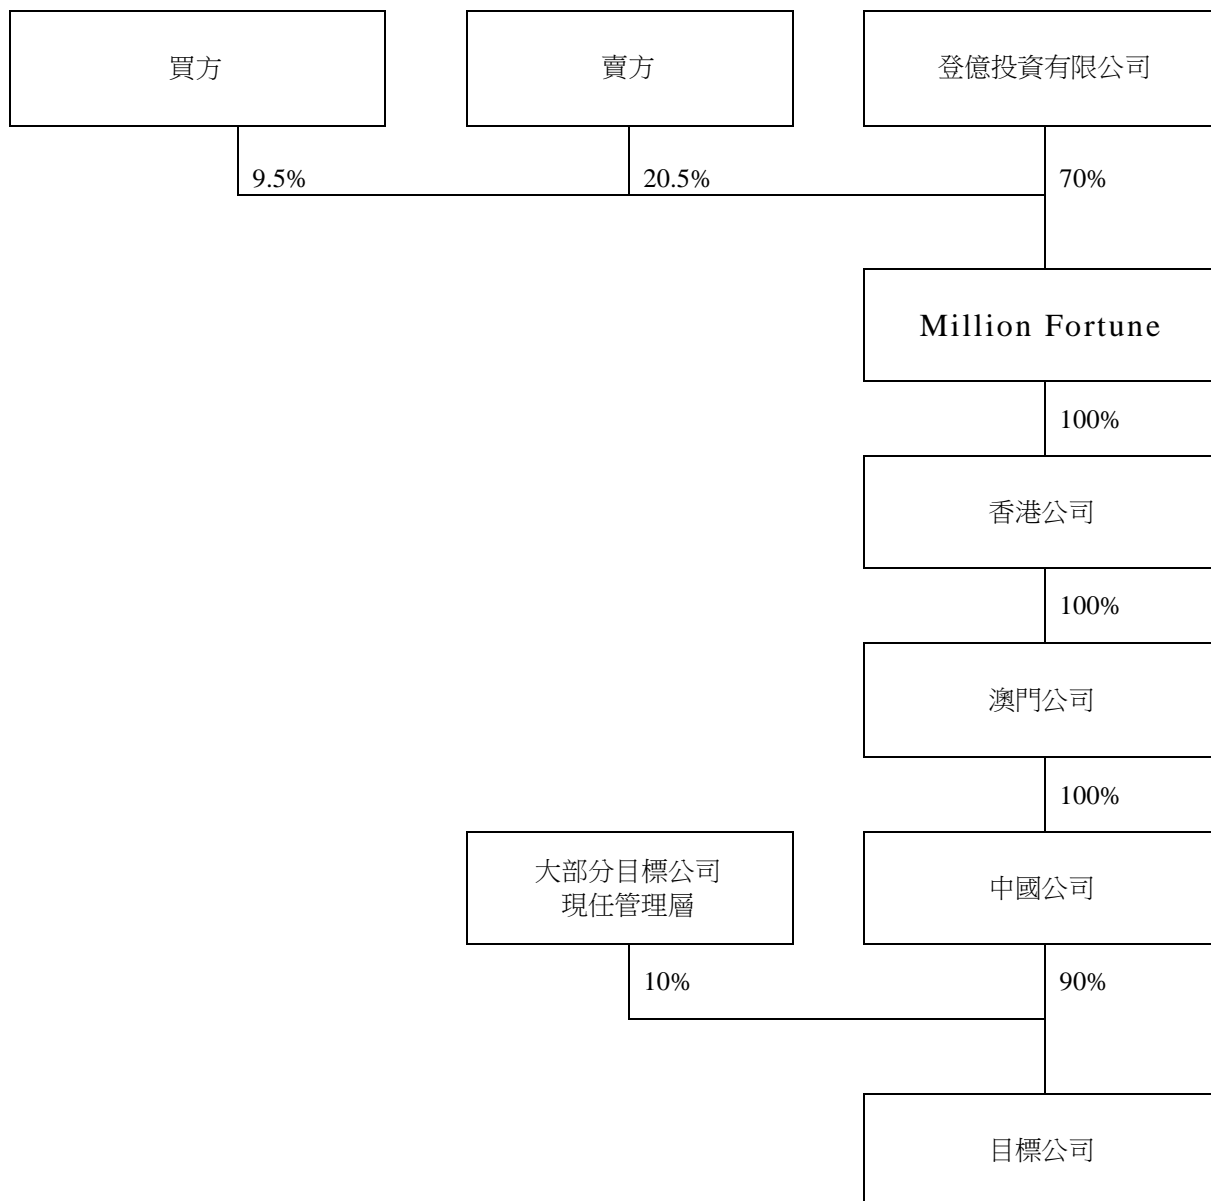 買方
賣方
登億投資有限公司
9.5%
20.5%
70%
Million Fortune
100%
香港公司
100%
澳門公司
100%
大部分目標公司
現任管理層
中國公司
10%
90%
目標公司